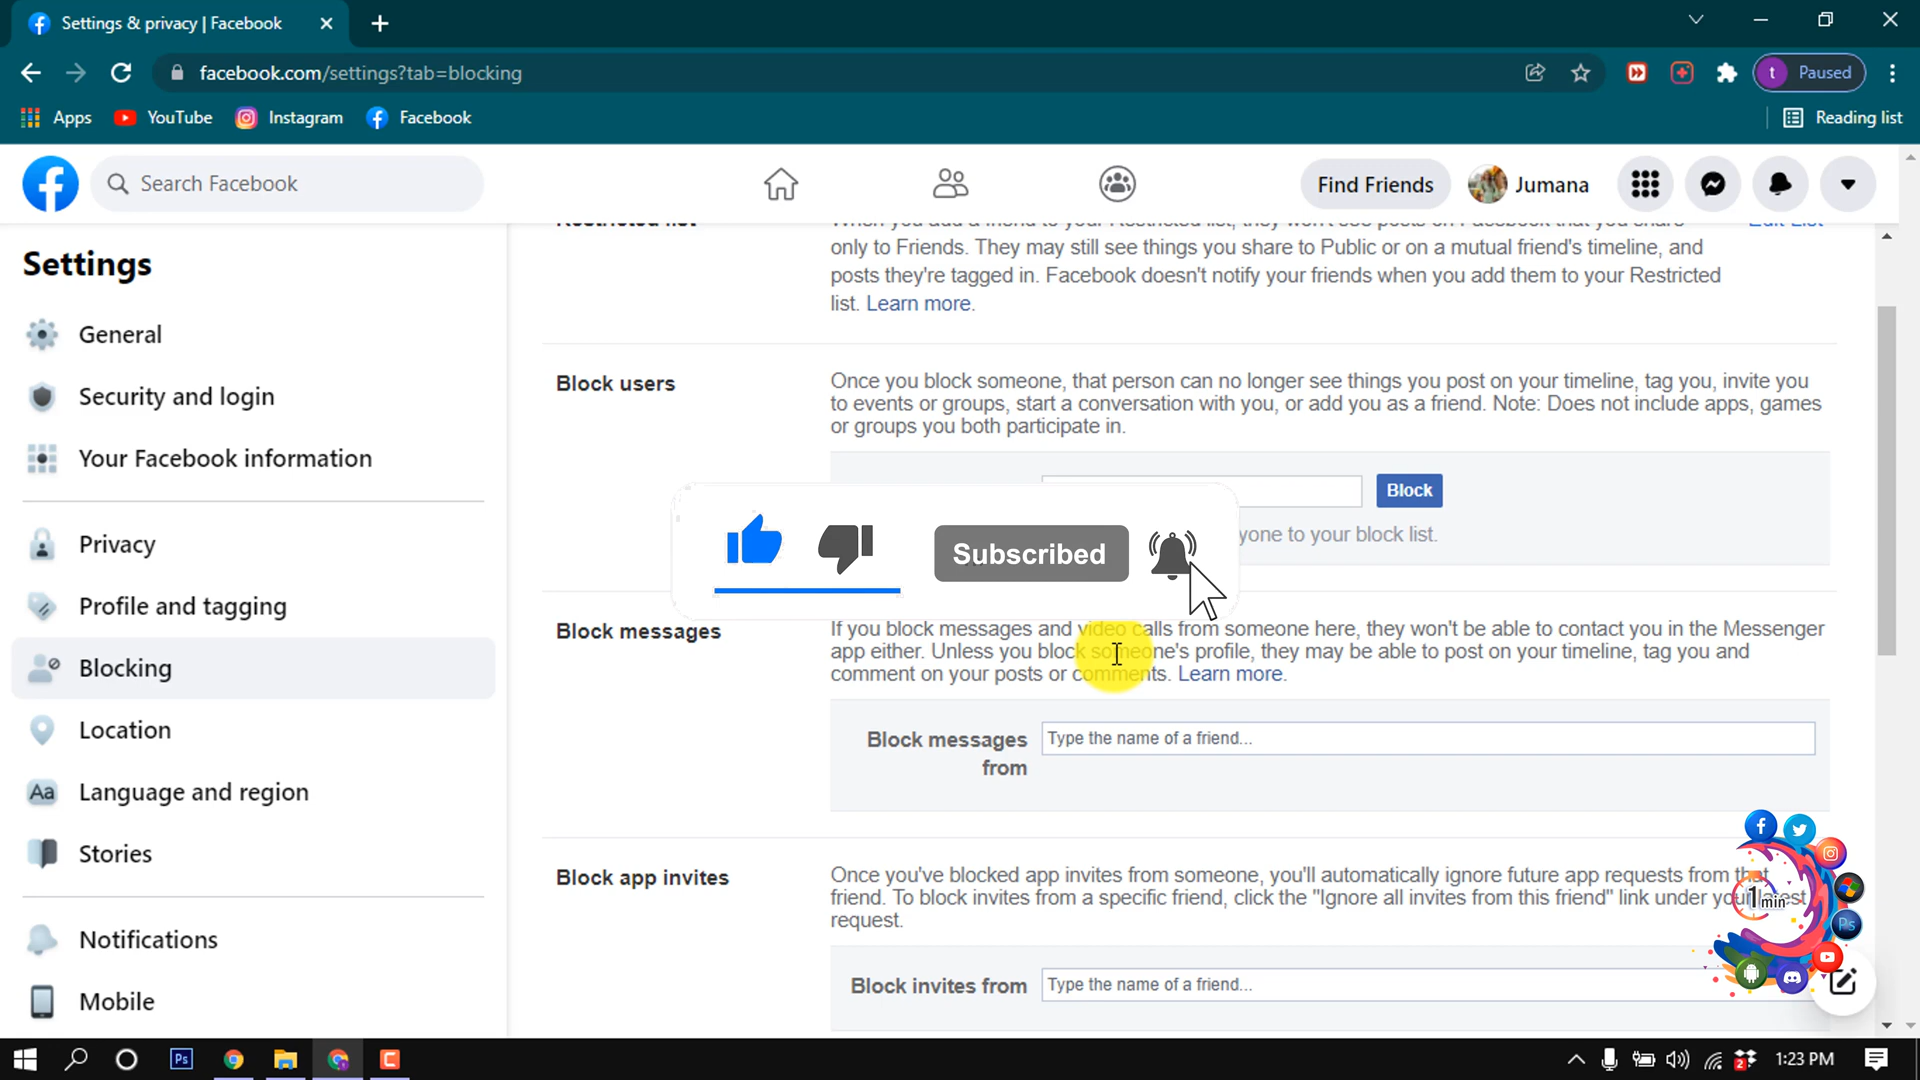 Settings & privacy | Facebook
facebook.com/settings?tab=blocking
t Paused
Apps YouTube Instagram Facebook
Reading list
Search Facebook
Find Friends
Jumana
Settings
General
Security and login
Your Facebook information
Privacy
Profile and tagging
Blocking
Location
Language and region
Stories
Notifications
Mobile
only to Friends. They may still see things you share to Public or on a mutual friend's timeline, and
posts they're tagged in. Facebook doesn't notify your friends when you add them to your Restricted
list. Learn more.
Block users
Once you block someone, that person can no longer see things you post on your timeline, tag you, invite you
to events or groups, start a conversation with you, or add you as a friend. Note: Does not include apps, games
or groups you both participate in.
Block
yone to your block list.
Subscribed
Block messages
If you block messages and video calls from someone here, they won't be able to contact you in the Messenger
app either. Unless you block someone's profile, they may be able to post on your timeline, tag you and
comment on your posts or comments. Learn more.
Block messages
from
Type the name of a friend...
Block app invites
Once you've blocked app invites from someone, you'll automatically ignore future app requests from that
friend. To block invites from a specific friend, click the "Ignore all invites from this friend" link under your latest
request.
Block invites from
Type the name of a friend...
1 min
Ps
Aa
Ps
2
1:23 PM